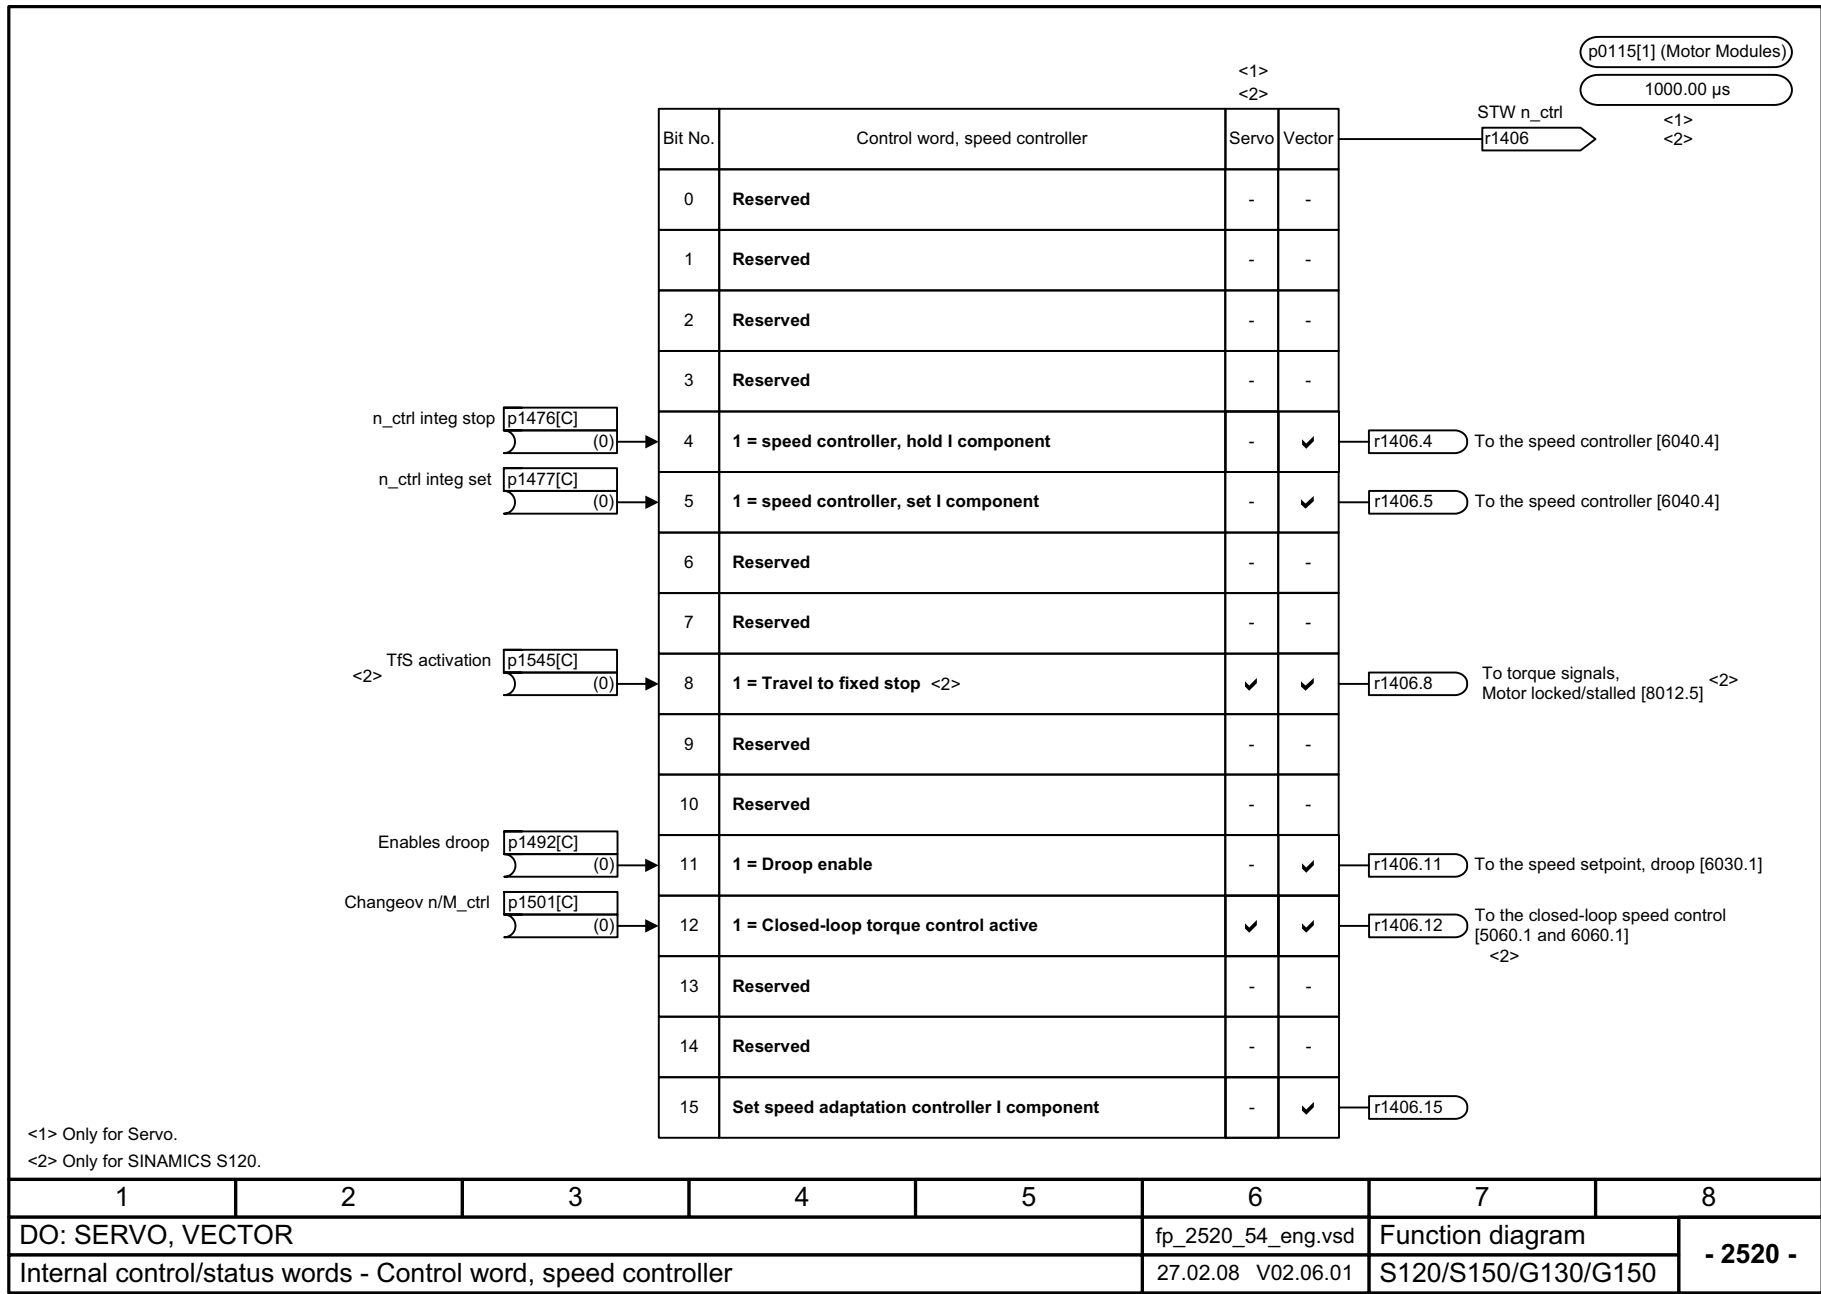 p0115[1] (Motor Modules)
1000.00 µs
<1>
<2>
<1>
<2>
STW n_ctrl
r1406
Bit No. Control word, speed controller Servo Vector
0 Reserved - -
1 Reserved - -
2 Reserved - -
3 Reserved - -
n_ctrl integ stop p1476[C]
(0) 4 1 = speed controller, hold I component - ✔ r1406.4 To the speed controller [6040.4]
n_ctrl integ set p1477[C]
(0) 5 1 = speed controller, set I component - ✔ r1406.5 To the speed controller [6040.4]
6 Reserved - -
7 Reserved - -
TfS activation p1545[C]
<2> (0) 8 1 = Travel to fixed stop <2> ✔ ✔ r1406.8 To torque signals,
Motor locked/stalled [8012.5] <2>
9 Reserved - -
10 Reserved - -
Enables droop p1492[C]
(0) 11 1 = Droop enable - ✔ r1406.11 To the speed setpoint, droop [6030.1]
Changeov n/M_ctrl p1501[C]
(0) 12 1 = Closed-loop torque control active ✔ ✔ r1406.12 To the closed-loop speed control
[5060.1 and 6060.1]
<2>
13 Reserved - -
14 Reserved - -
15 Set speed adaptation controller I component - ✔ r1406.15
<1> Only for Servo.
<2> Only for SINAMICS S120.
1 2 3 4 5 6 7 8
DO: SERVO, VECTOR fp_2520_54_eng.vsd Function diagram
- 2520 -
Internal control/status words - Control word, speed controller 27.02.08 V02.06.01 S120/S150/G130/G150